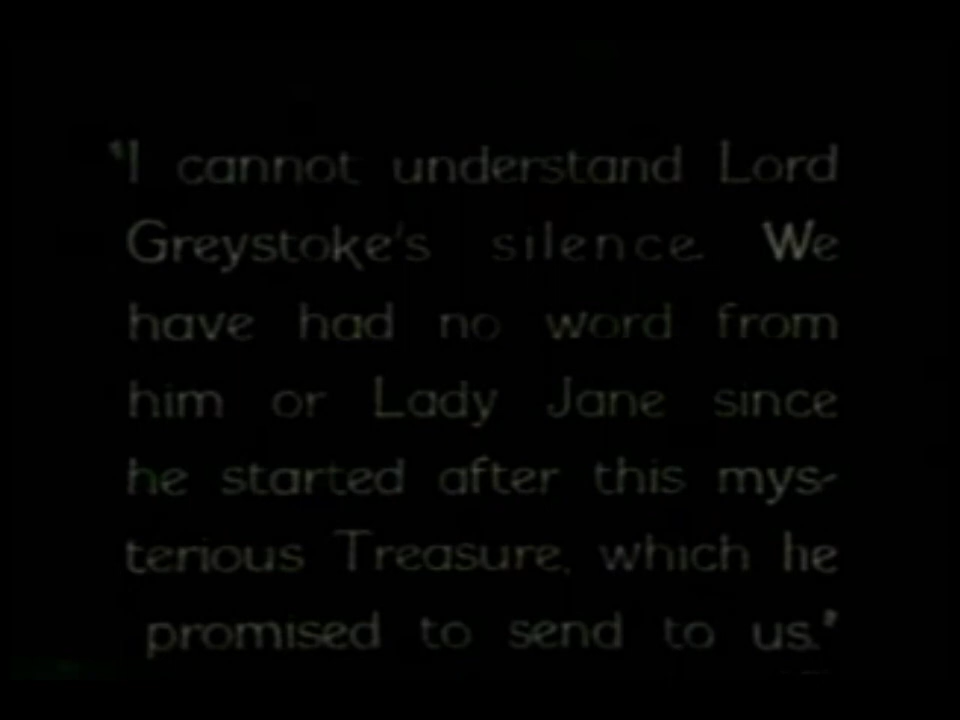 "I cannot understand Lord
Greystoke's silence. We
have had no word from
him or Lady Jane since
he started after this mys-
terious Treasure, which he
promised to send to us."